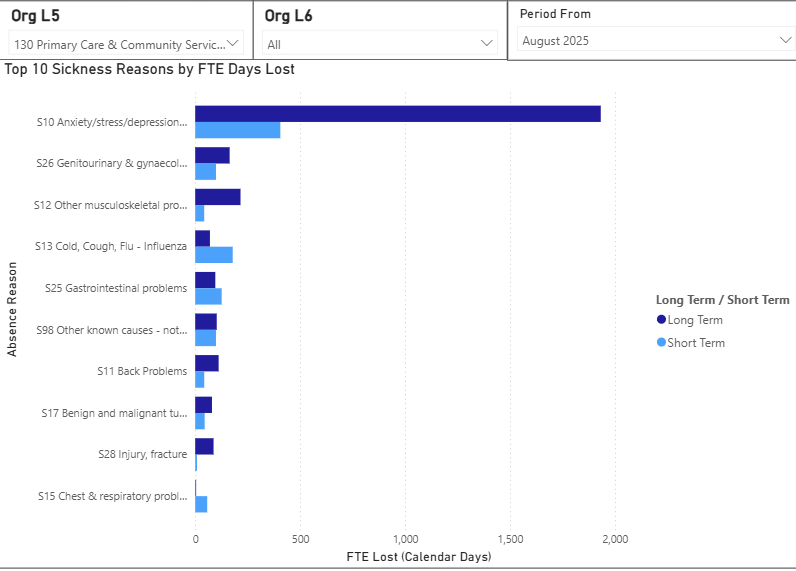 Org L5
Org L6
Period From
130 Primary Care & Community Servic...
All
August 2025
Top 10 Sickness Reasons by FTE Days Lost
Absence Reason
S10 Anxiety/stress/depression...
S26 Genitourinary & gynaecol...
S12 Other musculoskeletal pro...
S13 Cold, Cough, Flu - Influenza
S25 Gastrointestinal problems
S98 Other known causes - not...
S11 Back Problems
S17 Benign and malignant tu...
S28 Injury, fracture
S15 Chest & respiratory probl...
0
500
1,000
1,500
2,000
FTE Lost (Calendar Days)
Long Term / Short Term
Long Term
Short Term